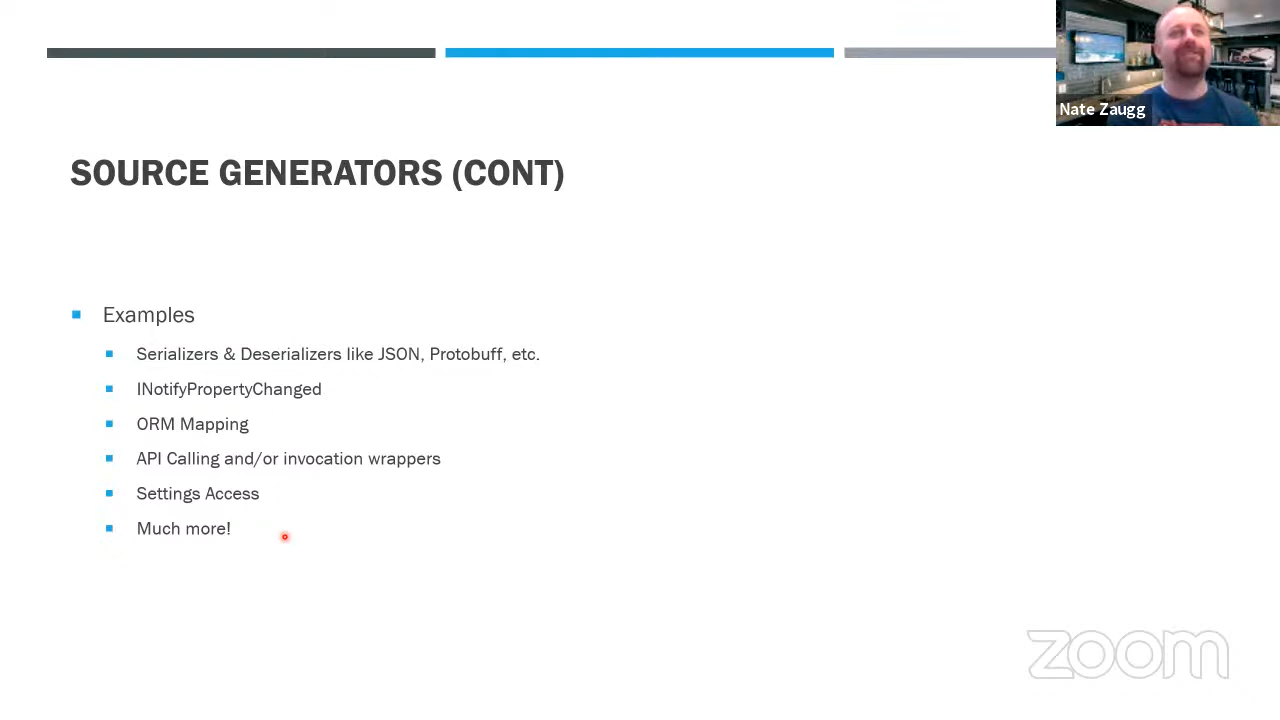 Nate Zaugg
SOURCE GENERATORS (CONT)
Examples
Serializers & Deserializers like JSON, Protobuff, etc.
INotifyPropertyChanged
ORM Mapping
API Calling and/or invocation wrappers
Settings Access
Much more!
zoom